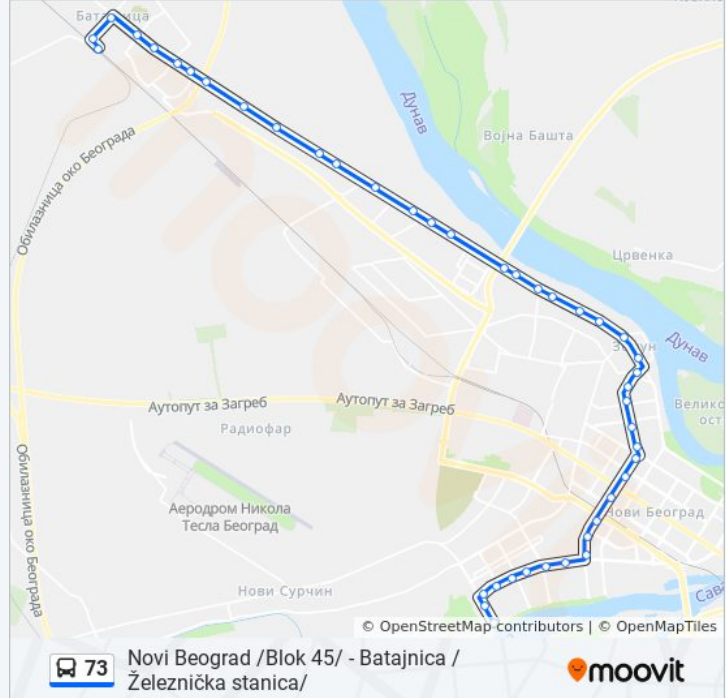 Батајница
Дунав
Војна Башта
Обилазница око Београда
Црвенка
Земун
Дунав
Аутопут за Загреб
Аутопут за Загреб
Радиофар
Велико
ост
Обилазница око Београда
Аеродром Никола
Тесла Београд
Нови Београд
Нови Сурчин
Сава
© OpenStreetMap contributors | © OpenMapTiles
73
Novi Beograd /Blok 45/ - Batajnica /
Železnička stanica/
moovit